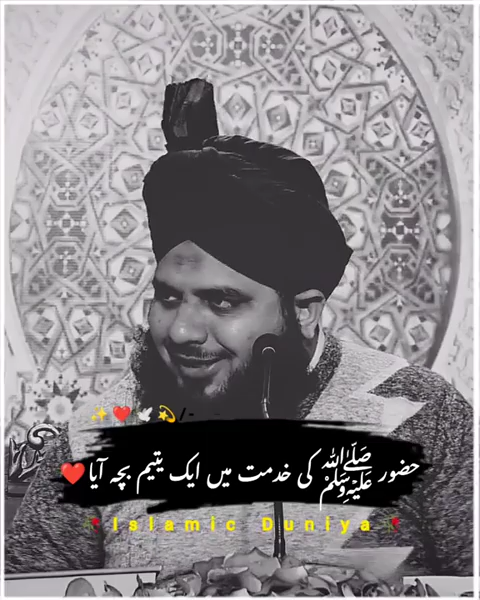 ✨❤️🕊️💫/-
حضور ﷺ کی خدمت میں ایک یتیم بچہ آیا❤️
Islamic Duniya